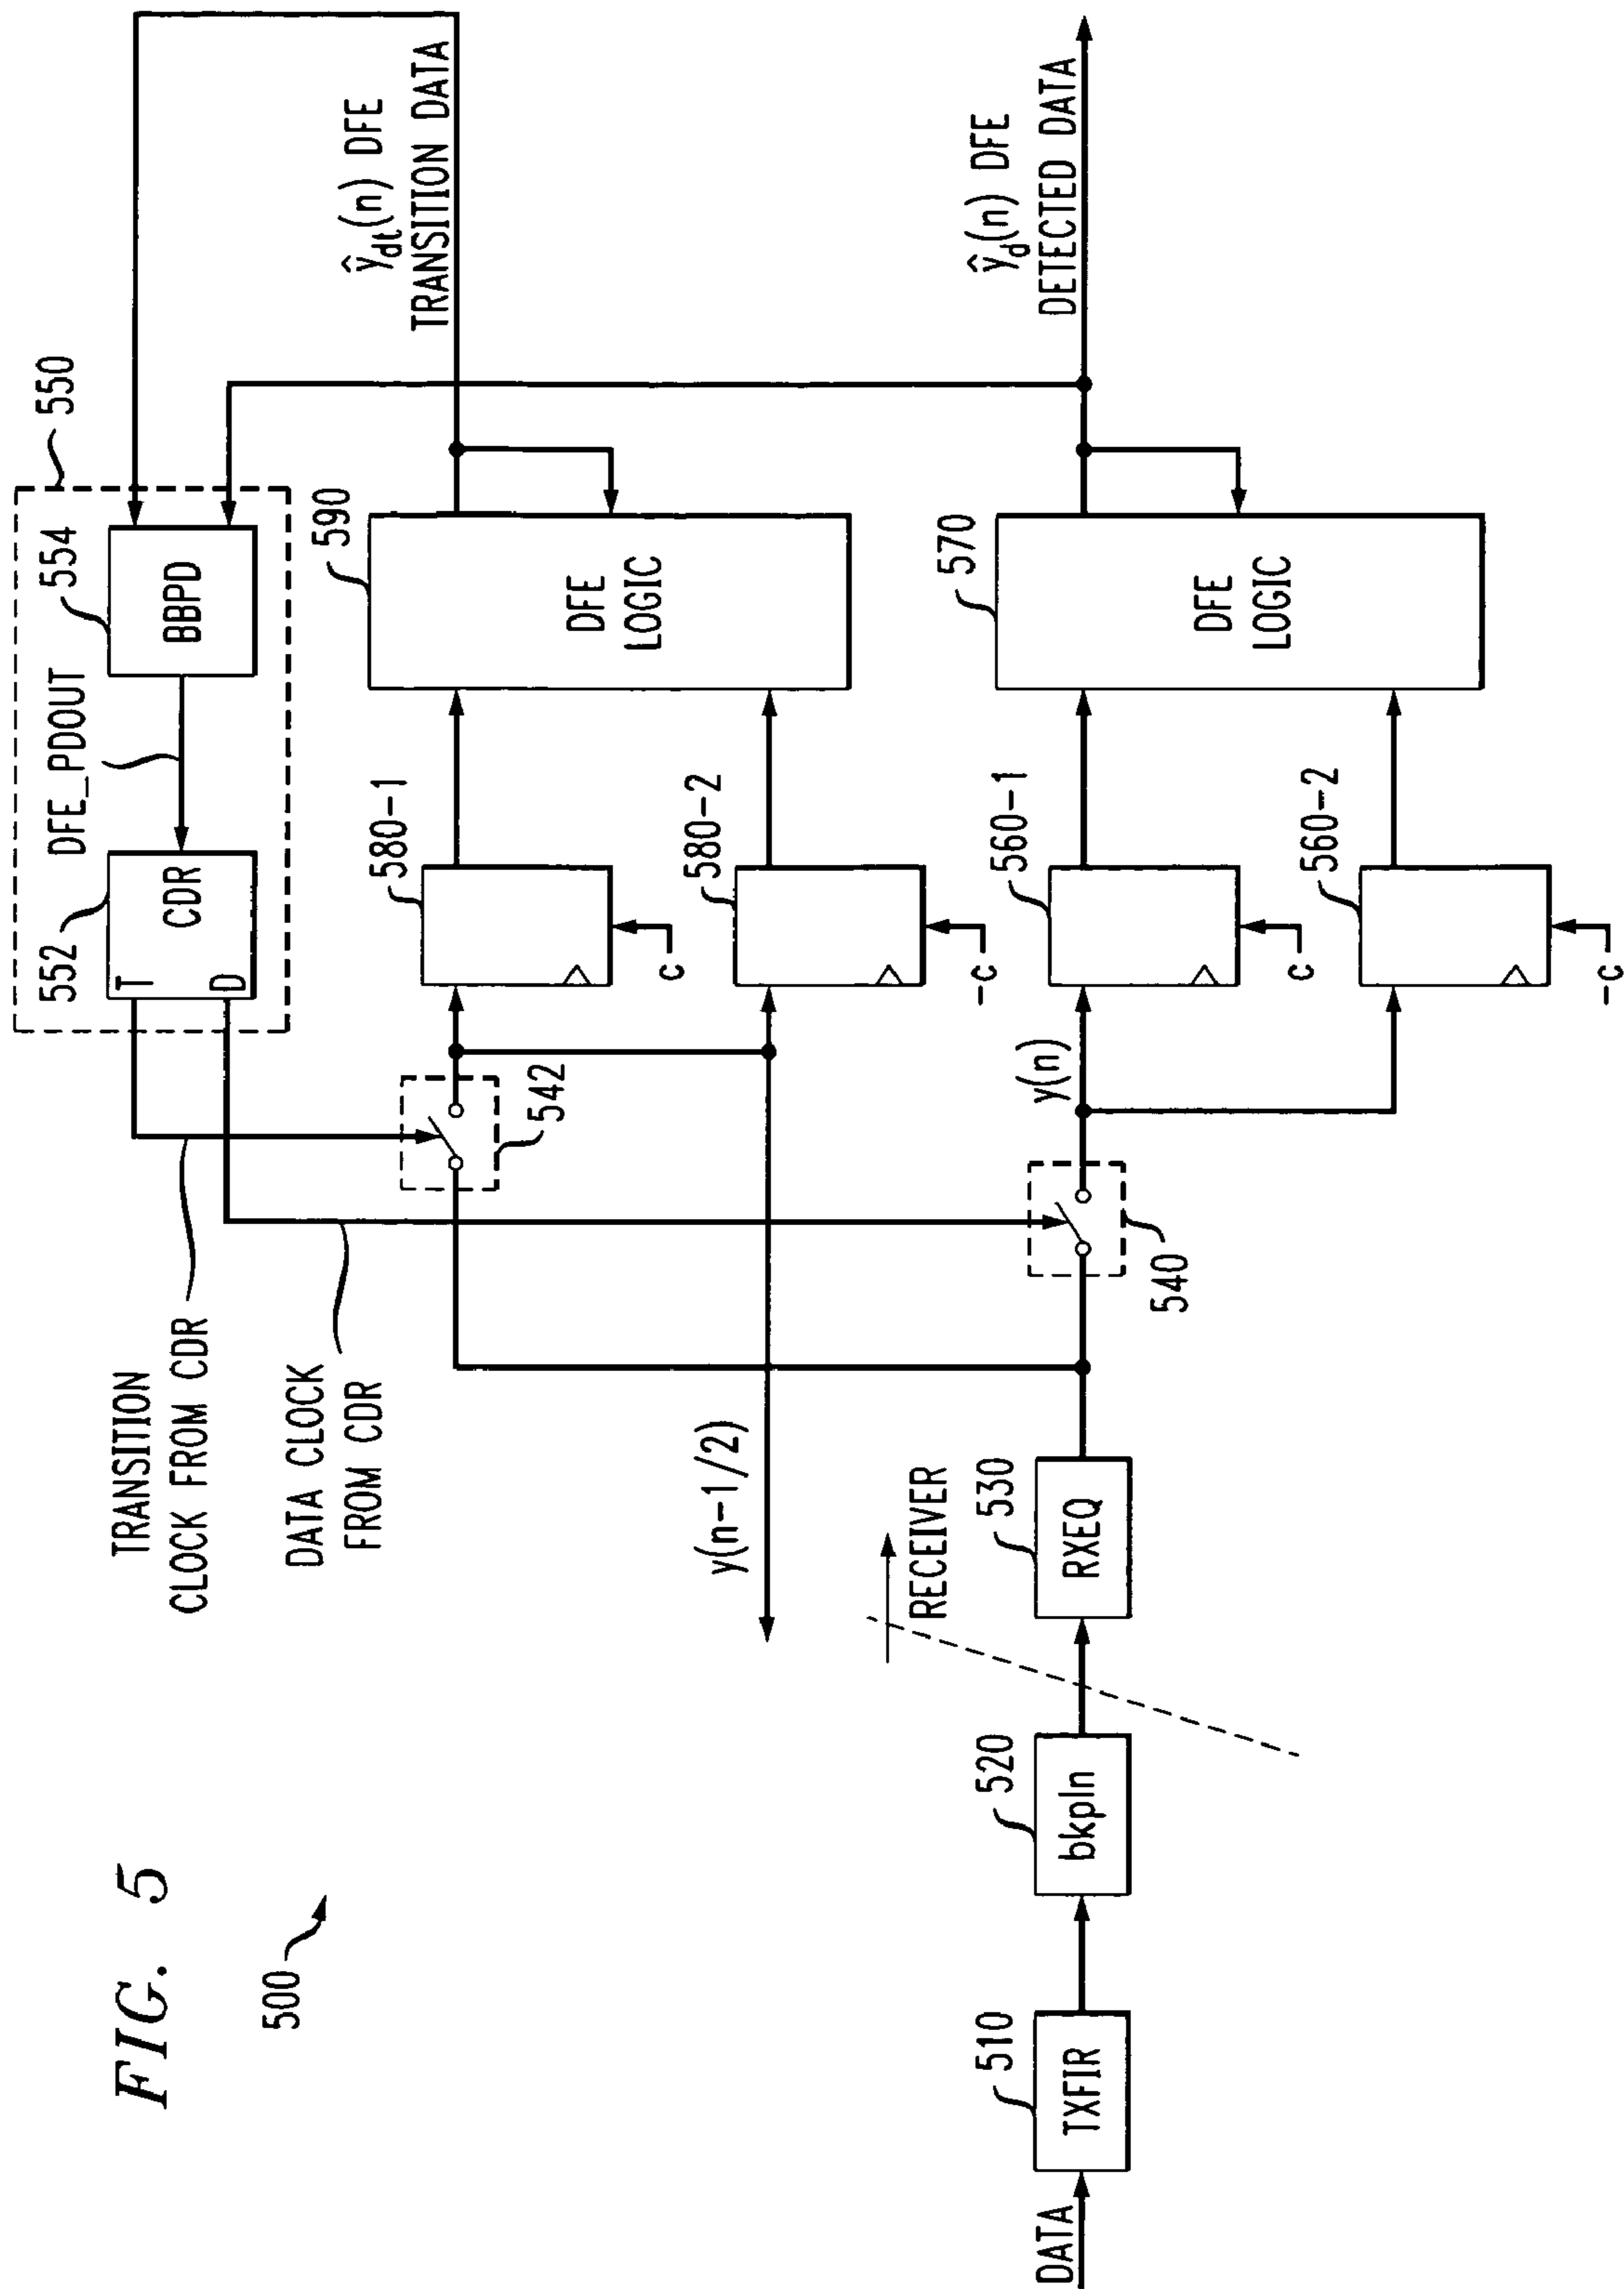 FIG. 5
500
TRANSITION
CLOCK FROM CDR
DATA CLOCK
FROM CDR
552
T
D
CDR
DFE_PDOUT
554
BBPD
550
542
580-1
c
580-2
-c
590
DFE
LOGIC
ŷdt(n) DFE
TRANSITION DATA
y(n-1/2)
RECEIVER
DATA
510
TXFIR
520
bkpln
530
RXEQ
540
y(n)
560-1
c
560-2
-c
570
DFE
LOGIC
ŷd(n) DFE
DETECTED DATA